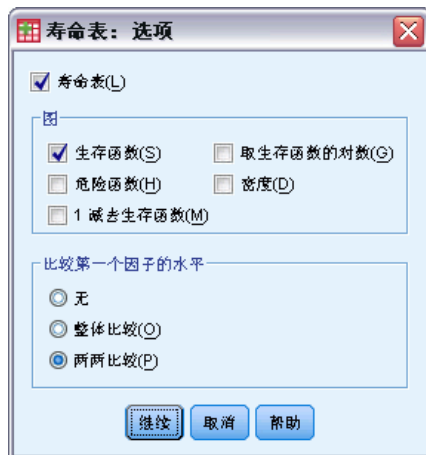 寿命表：选项
寿命表(L)
图
生存函数(S) 取生存函数的对数(G)
危险函数(H) 密度(D)
1 减去生存函数(M)
比较第一个因子的水平
无
整体比较(O)
两两比较(P)
继续 取消 帮助